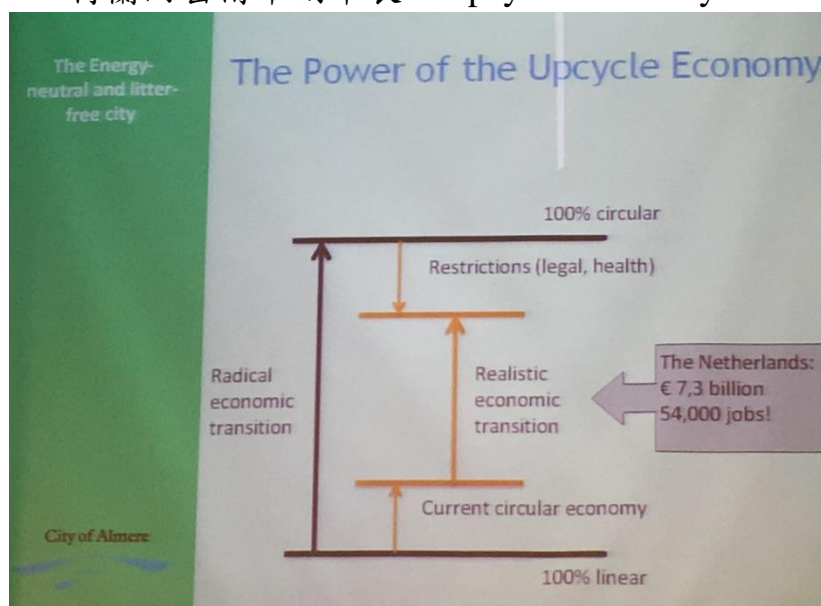 The Energy-
neutral and litter-
free city
The Power of the Upcycle Economy
100% circular
Restrictions (legal, health)
Radical
economic
transition
Realistic
economic
transition
The Netherlands:
€ 7,3 billion
54,000 jobs!
Current circular economy
City of Almere
100% linear